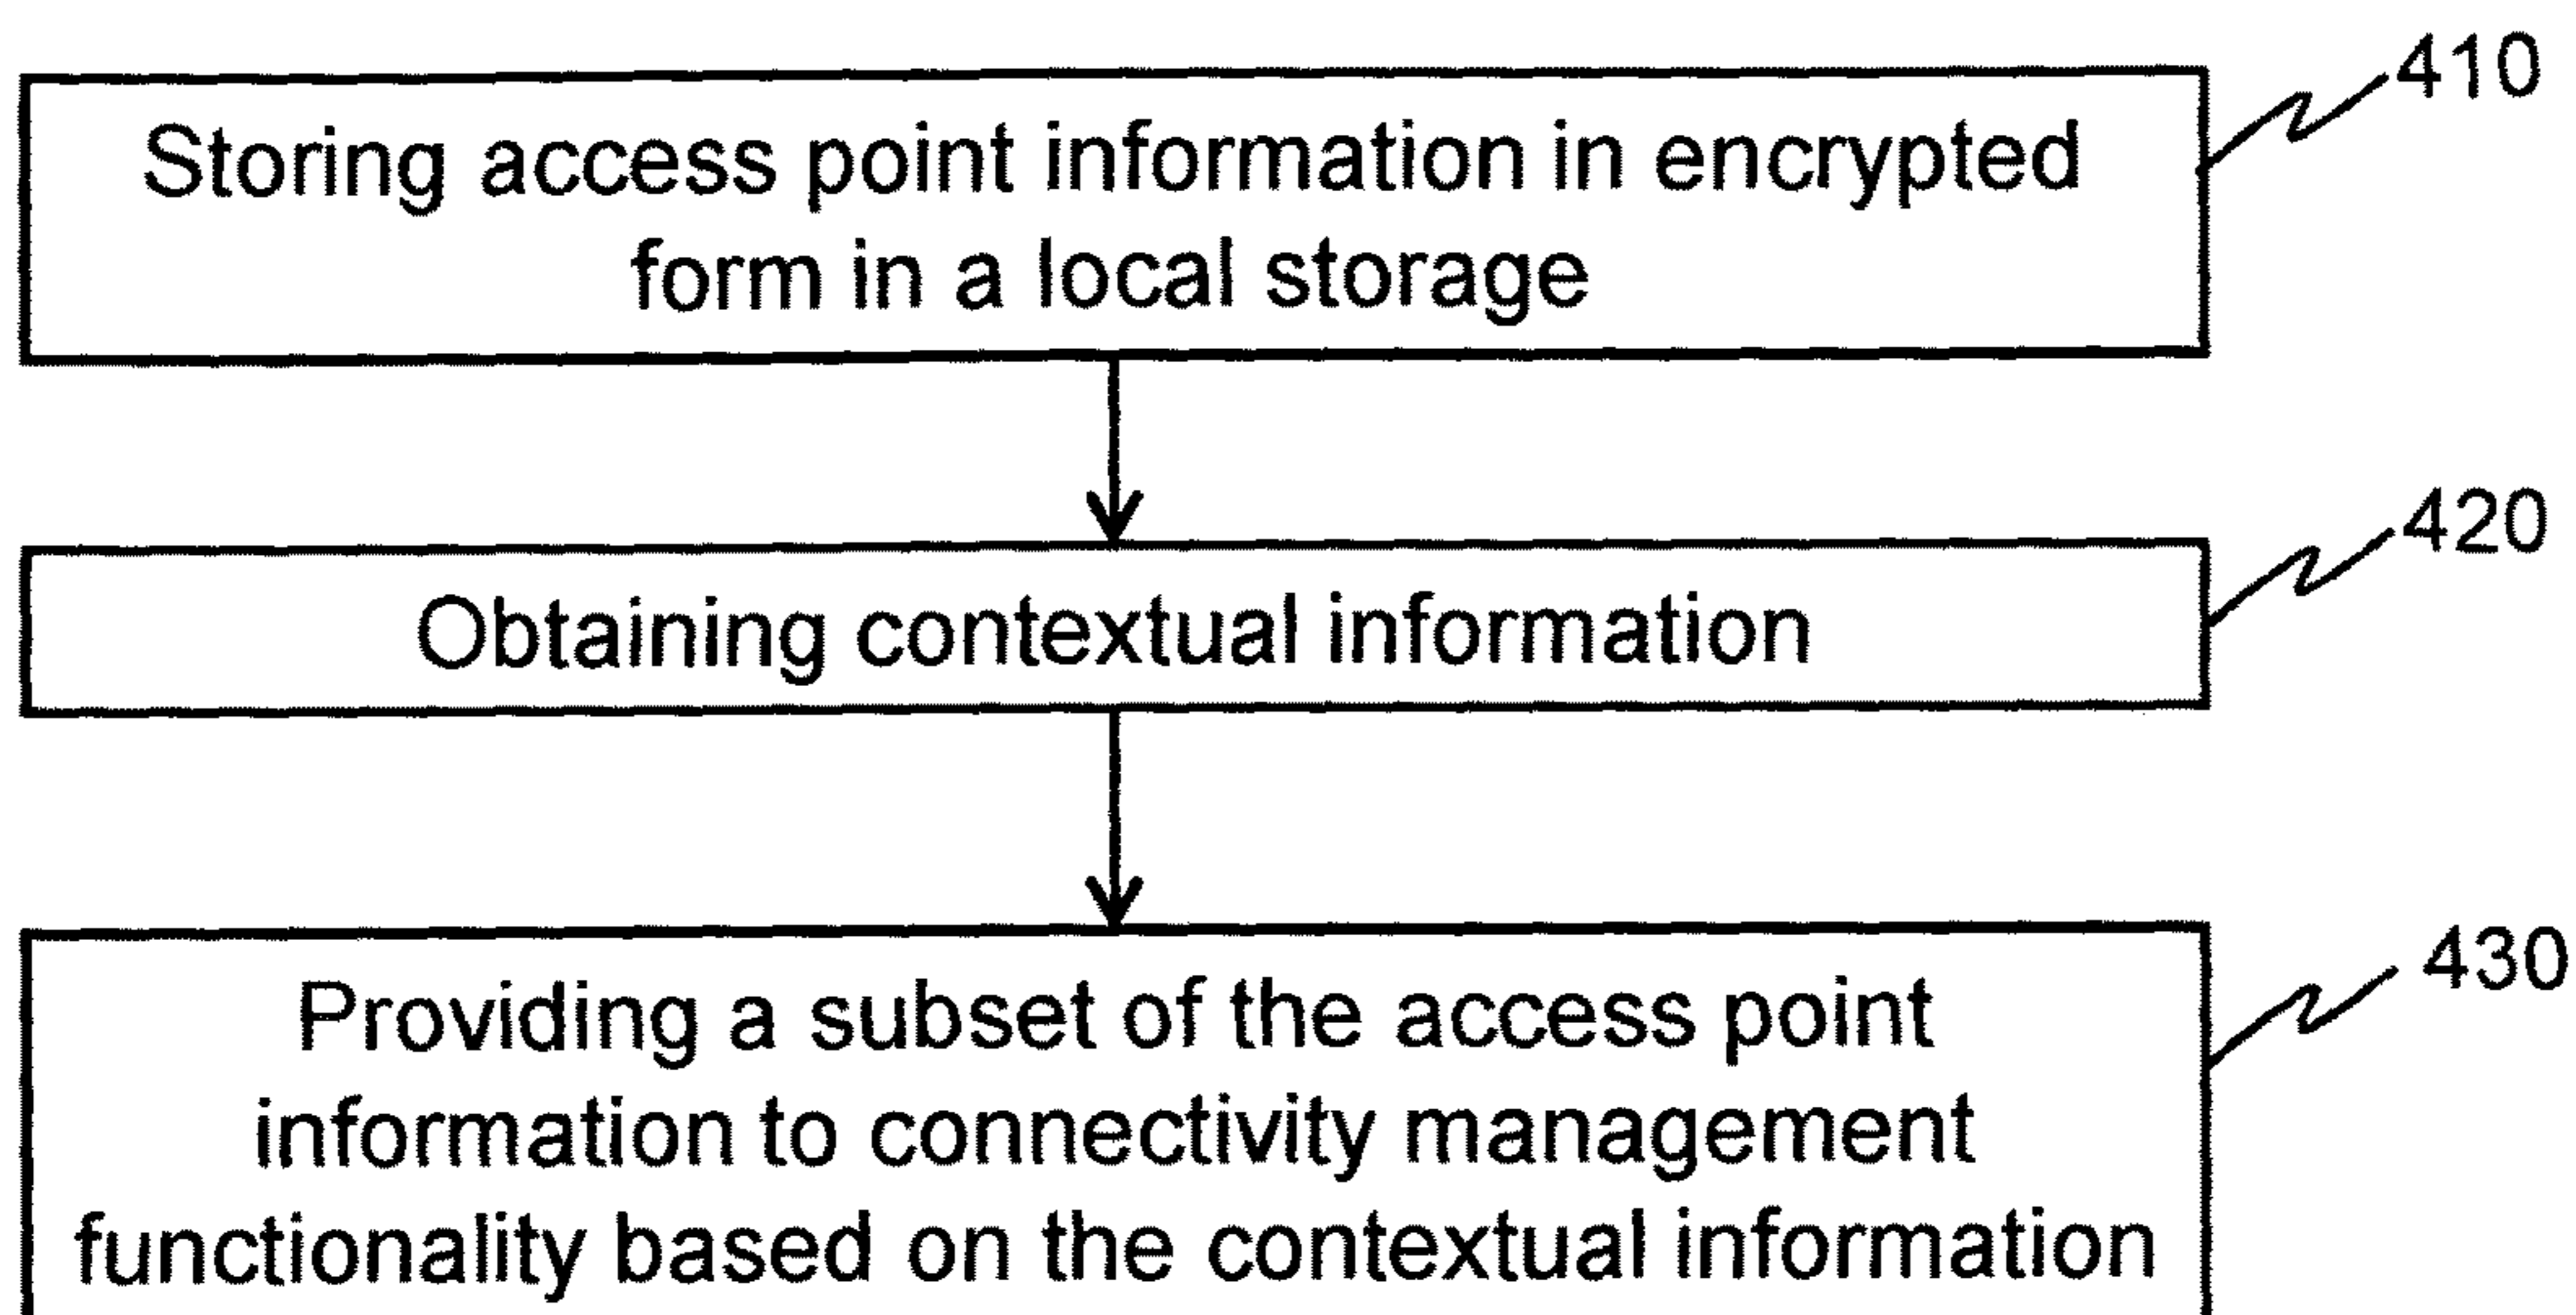 410
Storing access point information in encrypted
form in a local storage
420
Obtaining contextual information
430
Providing a subset of the access point
information to connectivity management
functionality based on the contextual information